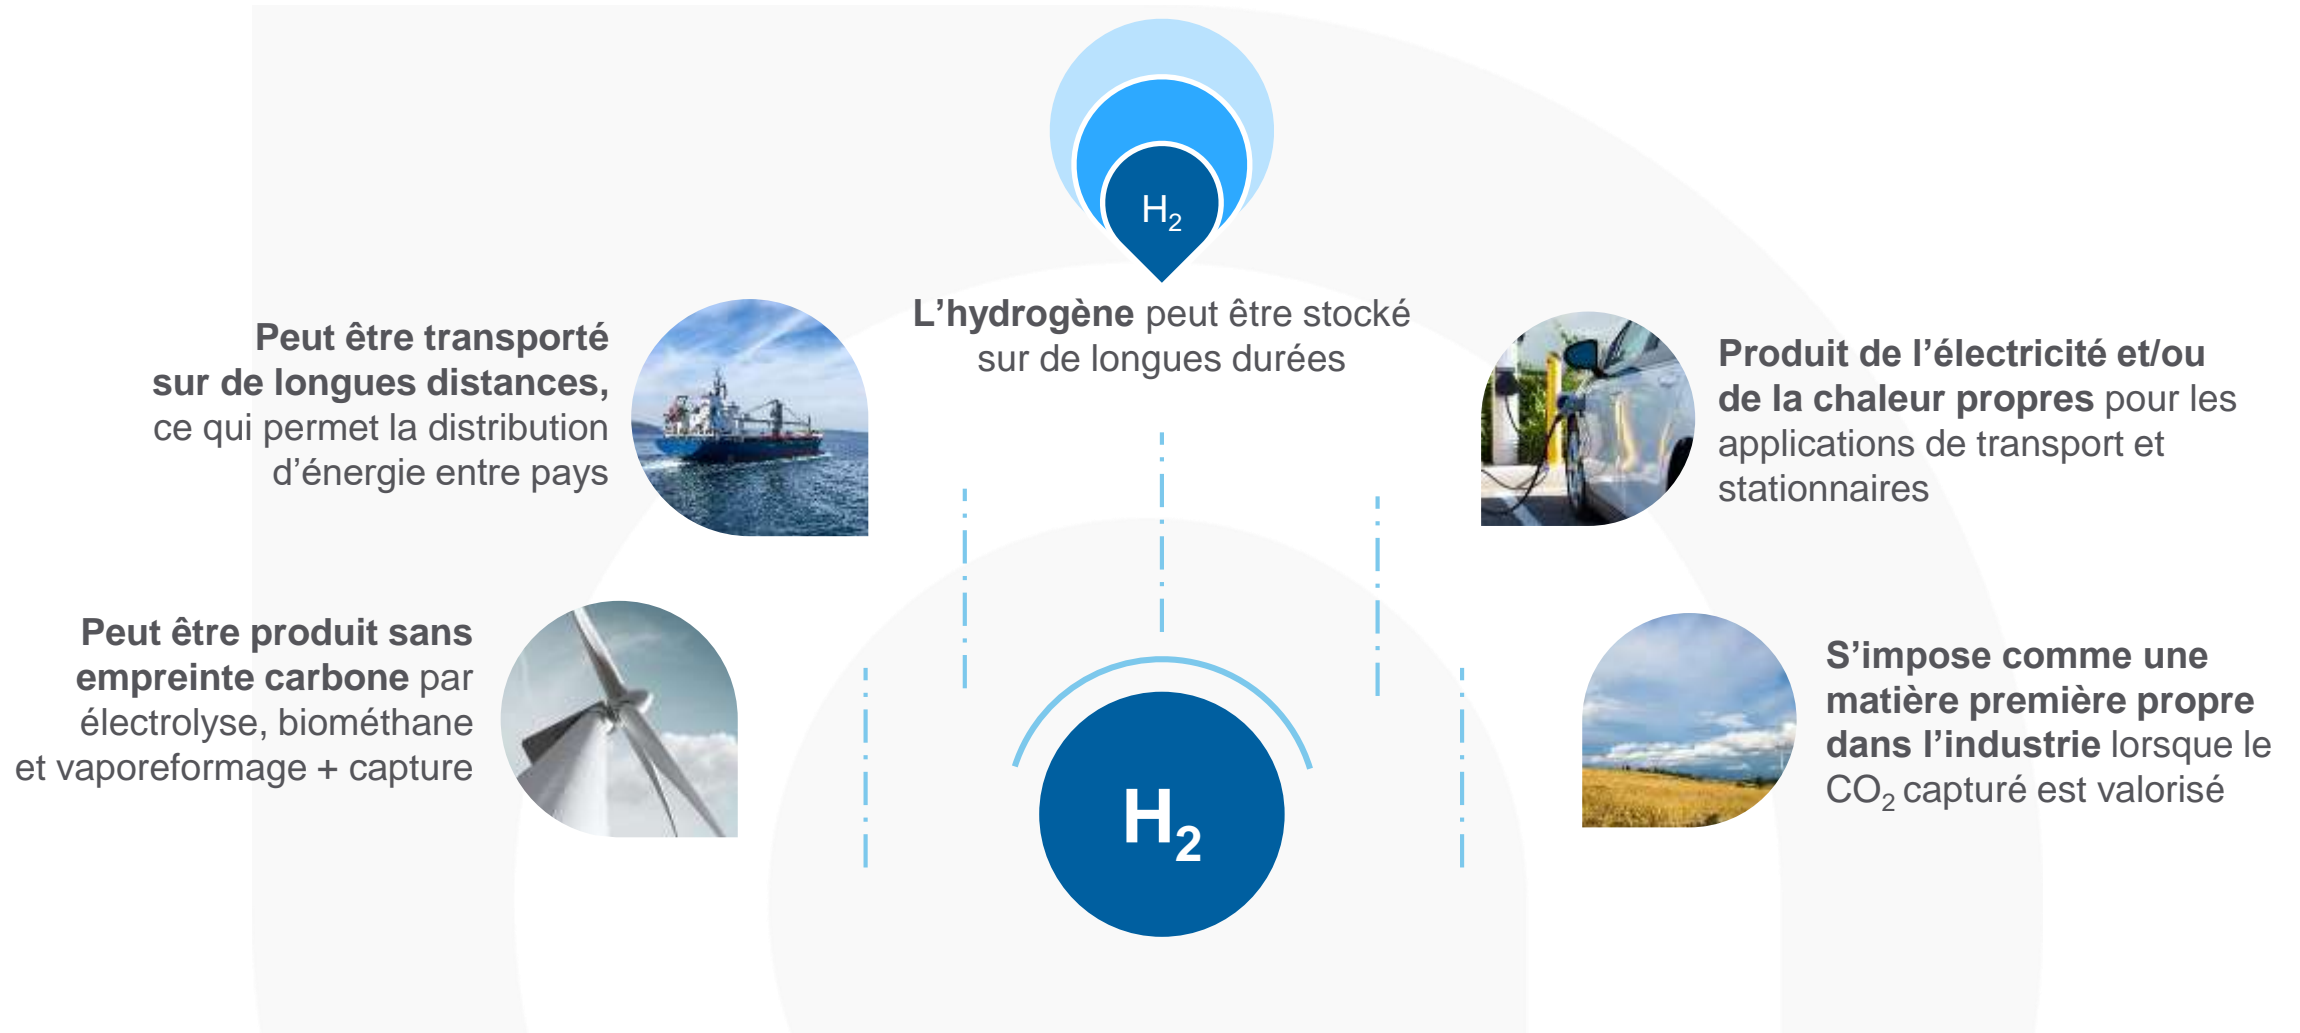 H₂
L’hydrogène peut être stocké
sur de longues durées
Peut être transporté
sur de longues distances,
ce qui permet la distribution
d’énergie entre pays
Produit de l’électricité et/ou
de la chaleur propres pour les
applications de transport et
stationnaires
Peut être produit sans
empreinte carbone par
électrolyse, biométhane
et vaporeformage + capture
S’impose comme une
matière première propre
dans l’industrie lorsque le
CO₂ capturé est valorisé
H₂